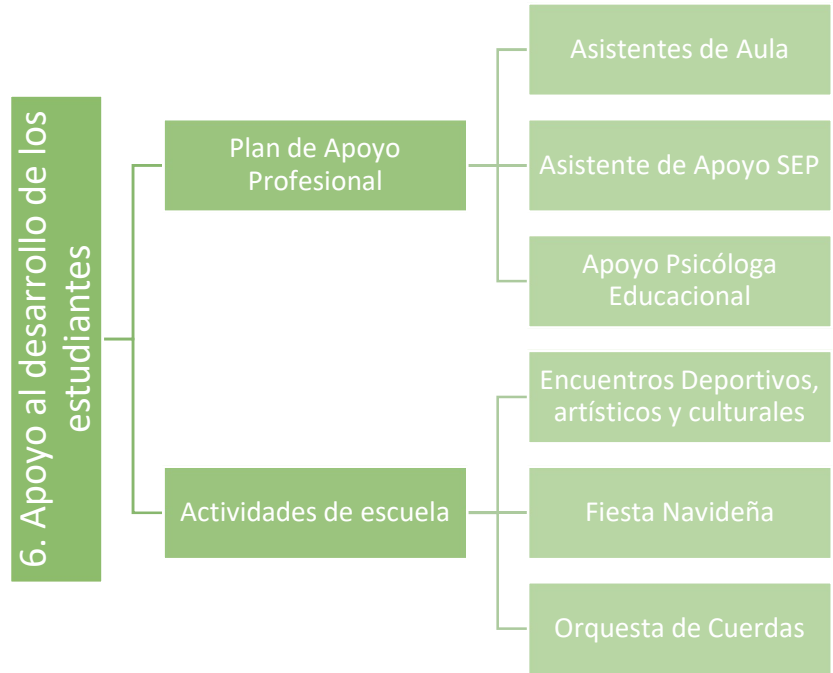 6. Apoyo al desarrollo de los
estudiantes
Plan de Apoyo
Profesional
Asistentes de Aula
Asistente de Apoyo SEP
Apoyo Psicóloga
Educacional
Actividades de escuela
Encuentros Deportivos,
artísticos y culturales
Fiesta Navideña
Orquesta de Cuerdas